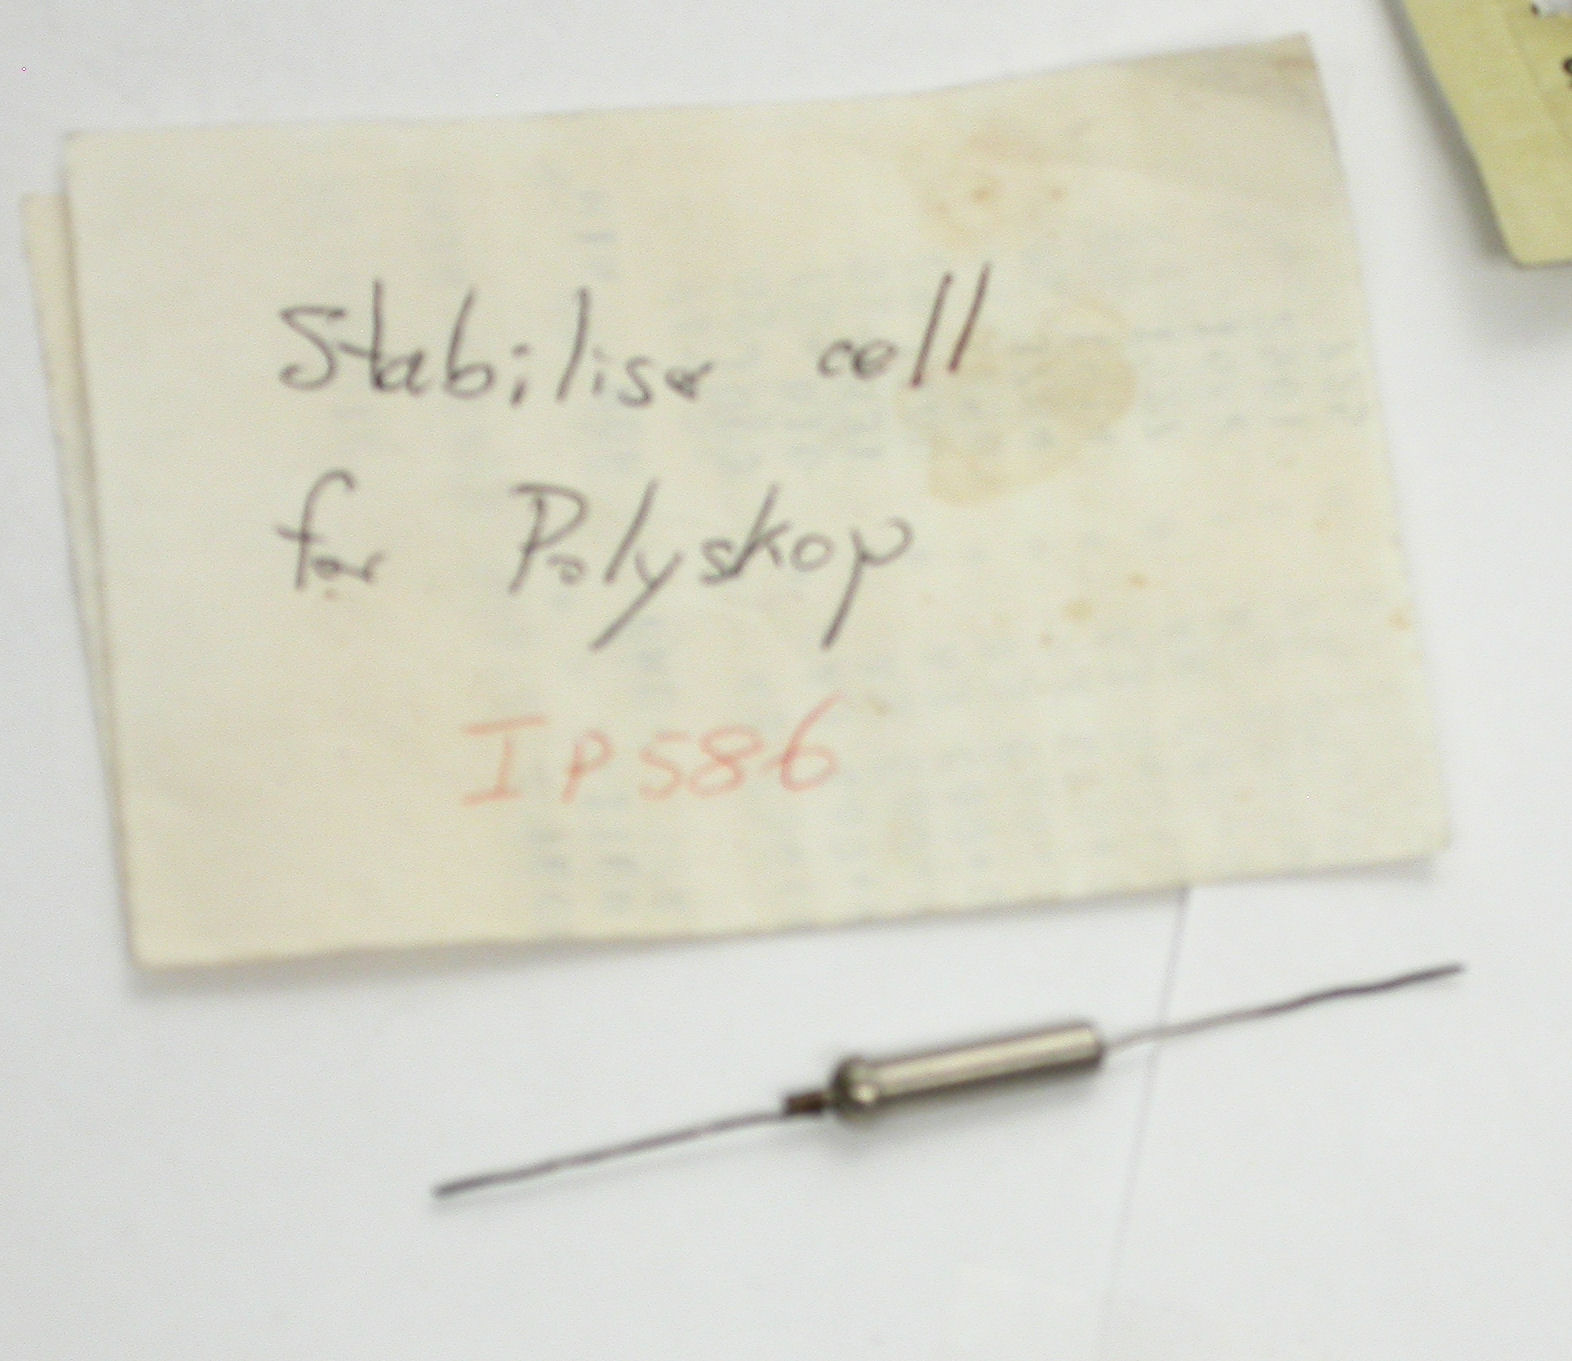 Stabiliser cell
for Polyskop
IP586